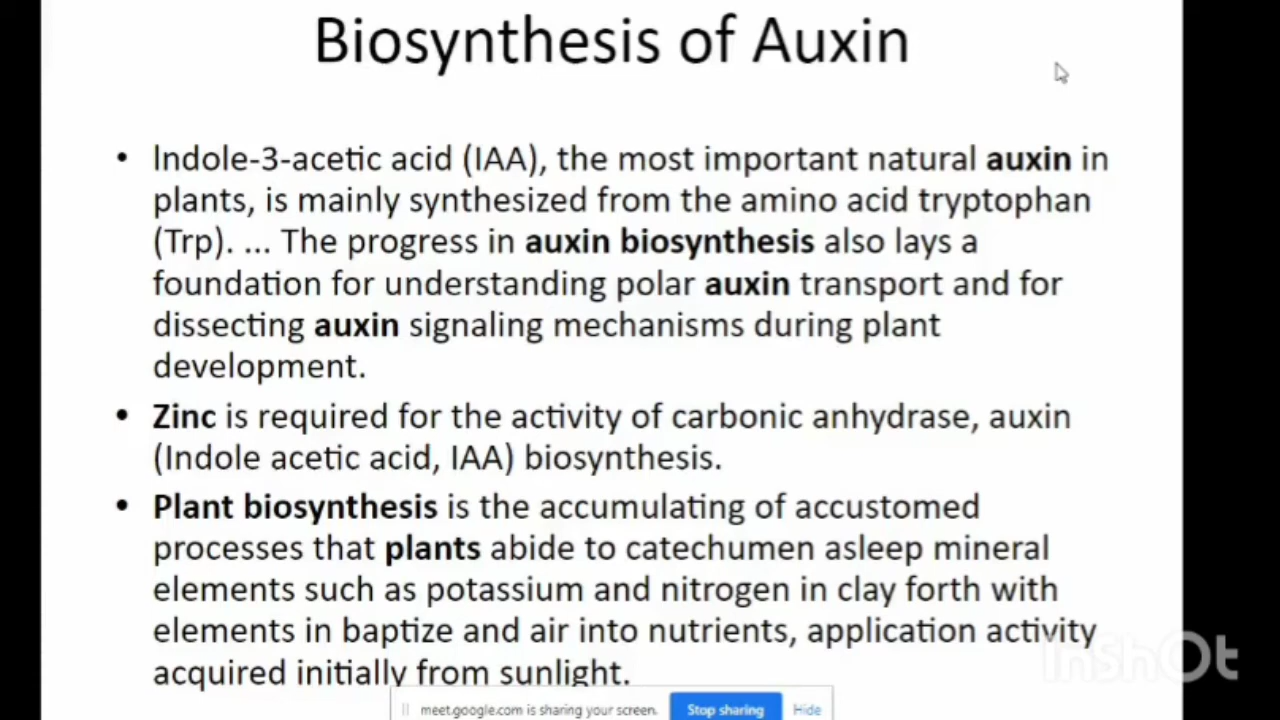 Biosynthesis of Auxin
• Indole-3-acetic acid (IAA), the most important natural auxin in
plants, is mainly synthesized from the amino acid tryptophan
(Trp). ... The progress in auxin biosynthesis also lays a
foundation for understanding polar auxin transport and for
dissecting auxin signaling mechanisms during plant
development.
• Zinc is required for the activity of carbonic anhydrase, auxin
(Indole acetic acid, IAA) biosynthesis.
• Plant biosynthesis is the accumulating of accustomed
processes that plants abide to catechumen asleep mineral
elements such as potassium and nitrogen in clay forth with
elements in baptize and air into nutrients, application activity
acquired initially from sunlight.
InShOt
meet.google.com is sharing your screen. Stop sharing Hide